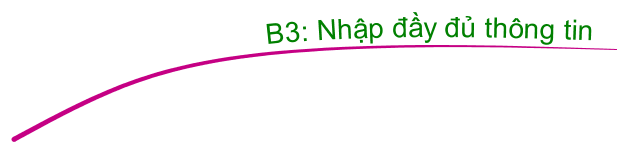 B3: Nhập đầy đủ thông tin